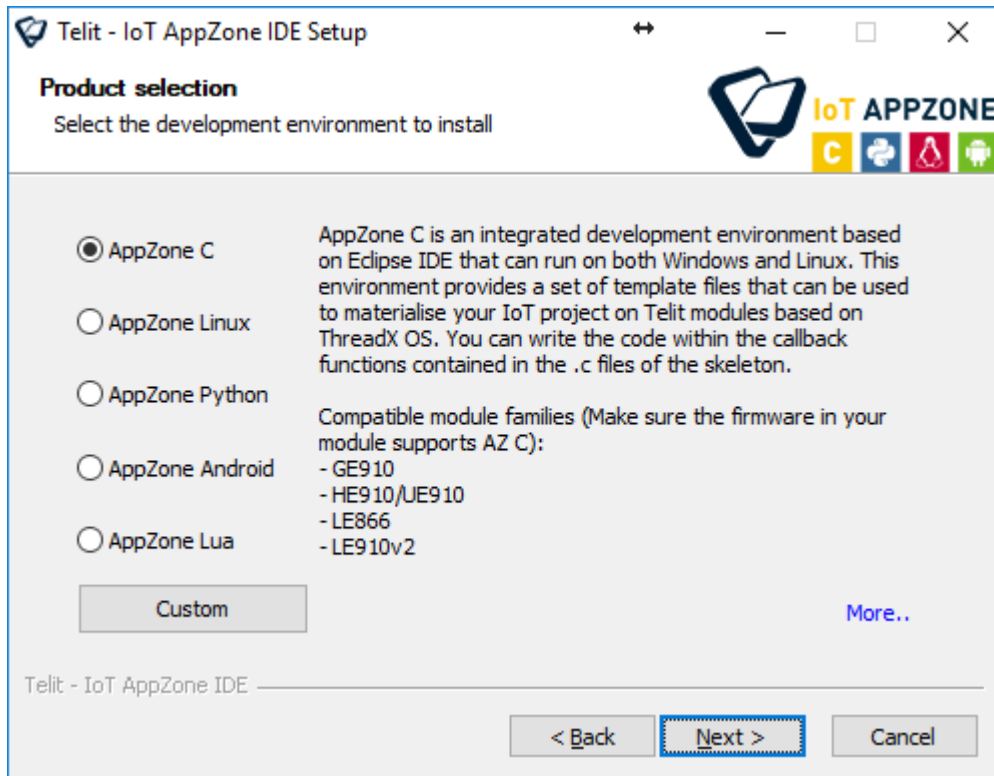 Telit - IoT AppZone IDE Setup
Product selection
Select the development environment to install
IoT APPZONE
C
AppZone C
AppZone Linux
AppZone Python
AppZone Android
AppZone Lua
Custom
AppZone C is an integrated development environment based
on Eclipse IDE that can run on both Windows and Linux. This
environment provides a set of template files that can be used
to materialise your IoT project on Telit modules based on
ThreadX OS. You can write the code within the callback
functions contained in the .c files of the skeleton.
Compatible module families (Make sure the firmware in your
module supports AZ C):
- GE910
- HE910/UE910
- LE866
- LE910v2
More..
Telit - IoT AppZone IDE
< Back
Next >
Cancel